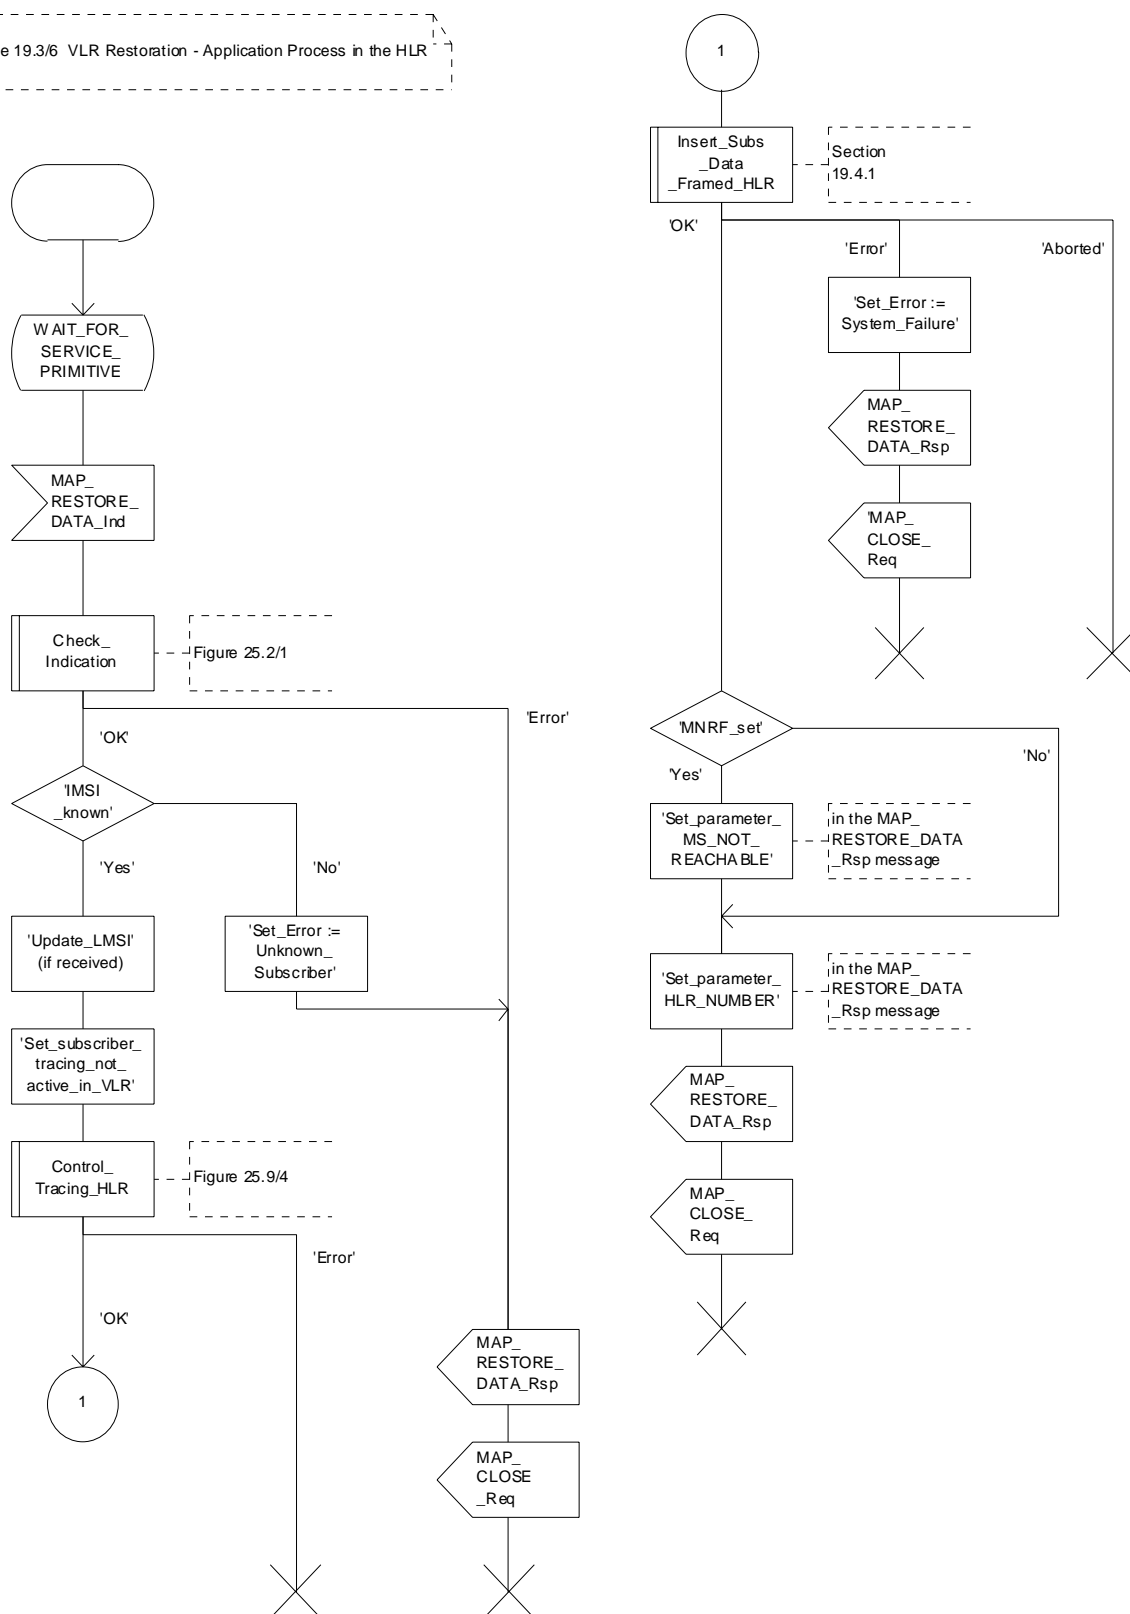 e 19.3/6 VLR Restoration - Application Process in the HLR
WAIT_FOR_
SERVICE_
PRIMITIVE
MAP_
RESTORE_
DATA_Ind
Check_
Indication
Figure 25.2/1
'Error'
'OK'
'IMSI
_known'
'Yes'
'No'
'Update_LMSI'
(if received)
'Set_Error :=
Unknown_
Subscriber'
'Set_subscriber_
tracing_not_
active_in_VLR'
Control_
Tracing_HLR
Figure 25.9/4
'Error'
'OK'
1
MAP_
RESTORE_
DATA_Rsp
MAP_
CLOSE
_Req
1
Insert_Subs
_Data
_Framed_HLR
Section
19.4.1
'OK'
'Error'
'Aborted'
'Set_Error :=
System_Failure'
MAP_
RESTORE_
DATA_Rsp
'MAP_
CLOSE_
Req
'MNRF_set'
'No'
'Yes'
'Set_parameter_
MS_NOT_
REACHABLE'
in the MAP_
RESTORE_DATA
_Rsp message
'Set_parameter_
HLR_NUMBER'
in the MAP_
RESTORE_DATA
_Rsp message
MAP_
RESTORE_
DATA_Rsp
MAP_
CLOSE_
Req